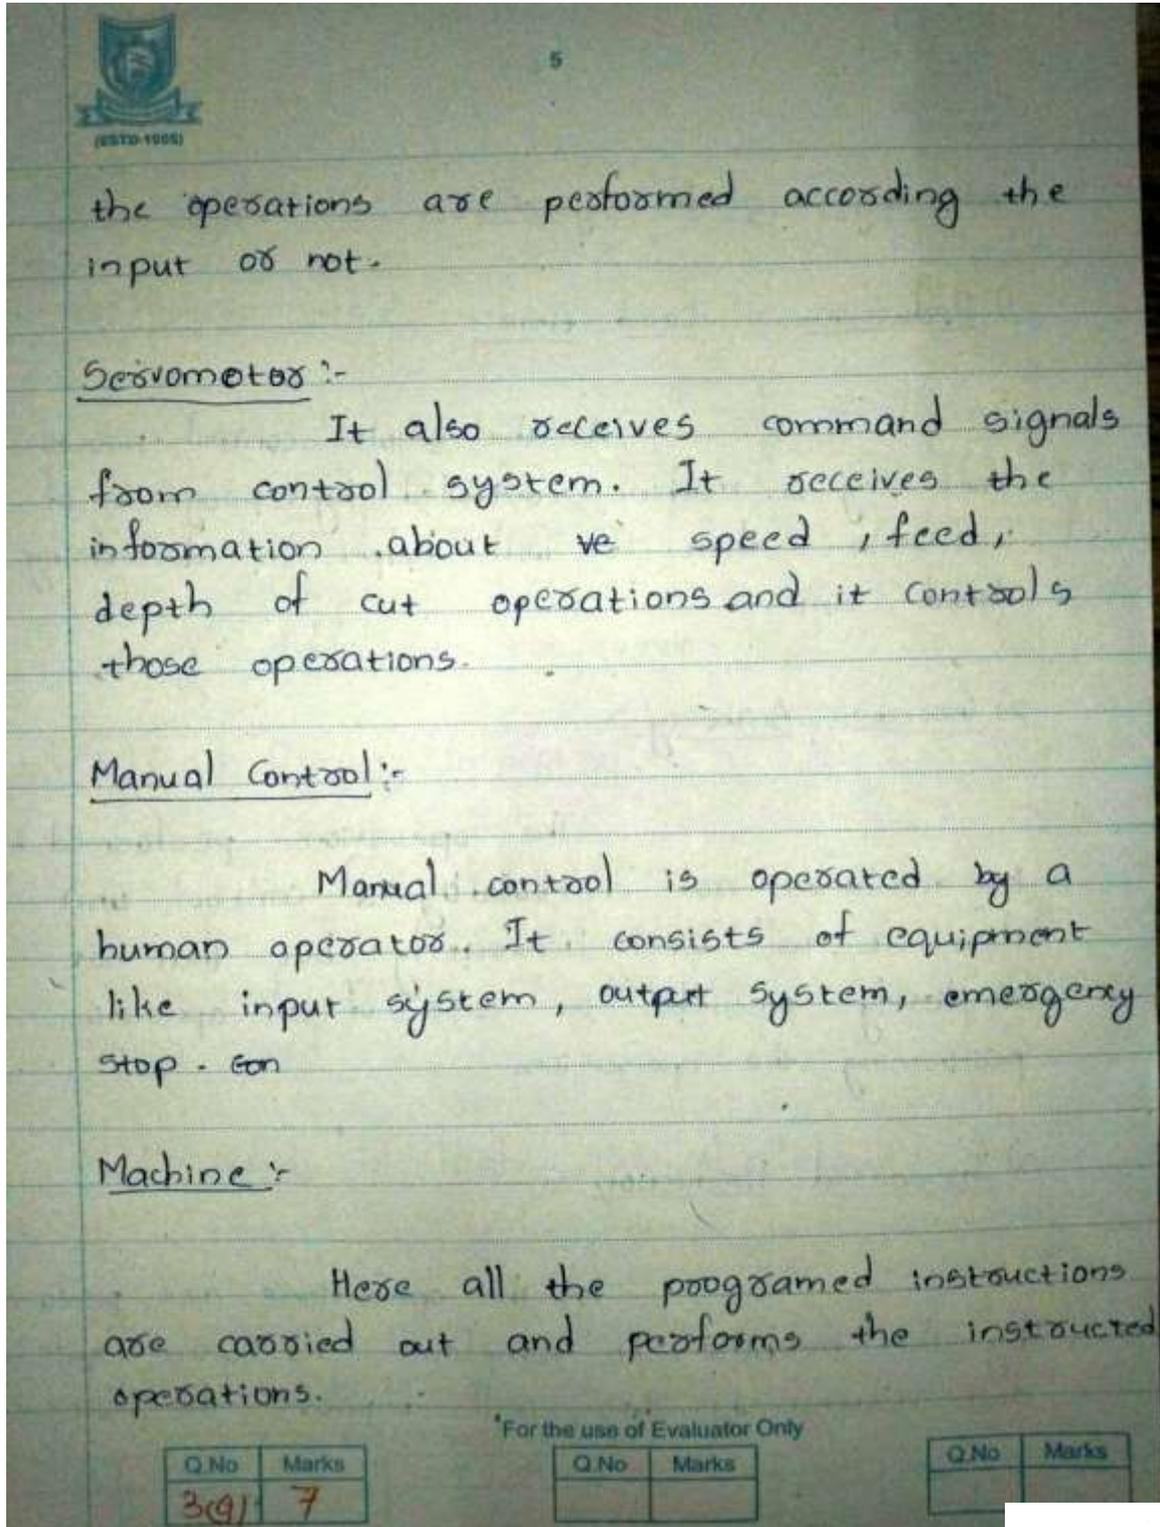 5
(ESTD-1995)
the operations are performed according the
input or not.
Servomotor :-
It also receives command signals
from control system. It receives the
information about ve speed, feed,
depth of cut operations and it controls
those operations.
Manual Control :-
Manual control is operated by a
human operator. It consists of equipment
like input system, output system, emergency
stop. Con
Machine :-
Here all the programed instructions
are carried out and performs the instructed
operations.
*For the use of Evaluator Only
Q.No Marks Q.No Marks Q.No Marks
3(a) 7